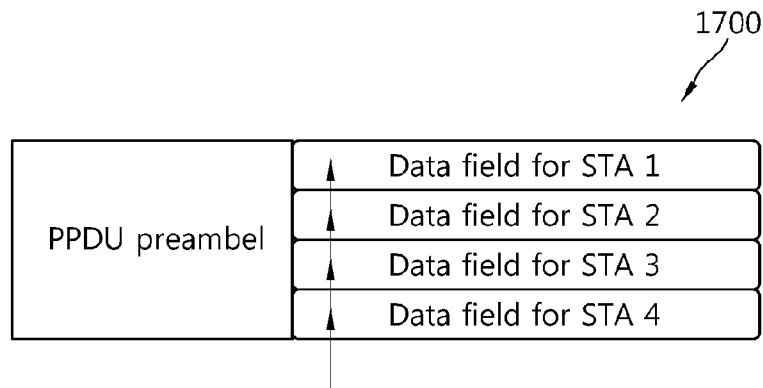 1700
PPDU preambel
Data field for STA 1
Data field for STA 2
Data field for STA 3
Data field for STA 4